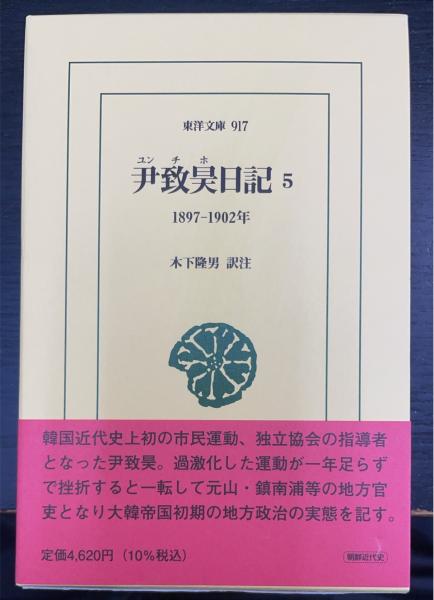 東洋文庫 917
ユン チ ホ
尹致昊日記 5
1897-1902年
木下隆男 訳注
韓国近代史上初の市民運動、独立協会の指導者
となった尹致昊。過激化した運動が一年足らず
で挫折すると一転して元山・鎮南浦等の地方官
吏となり大韓帝国初期の地方政治の実態を記す。
定価4,620円（10%税込）
朝鮮近代史